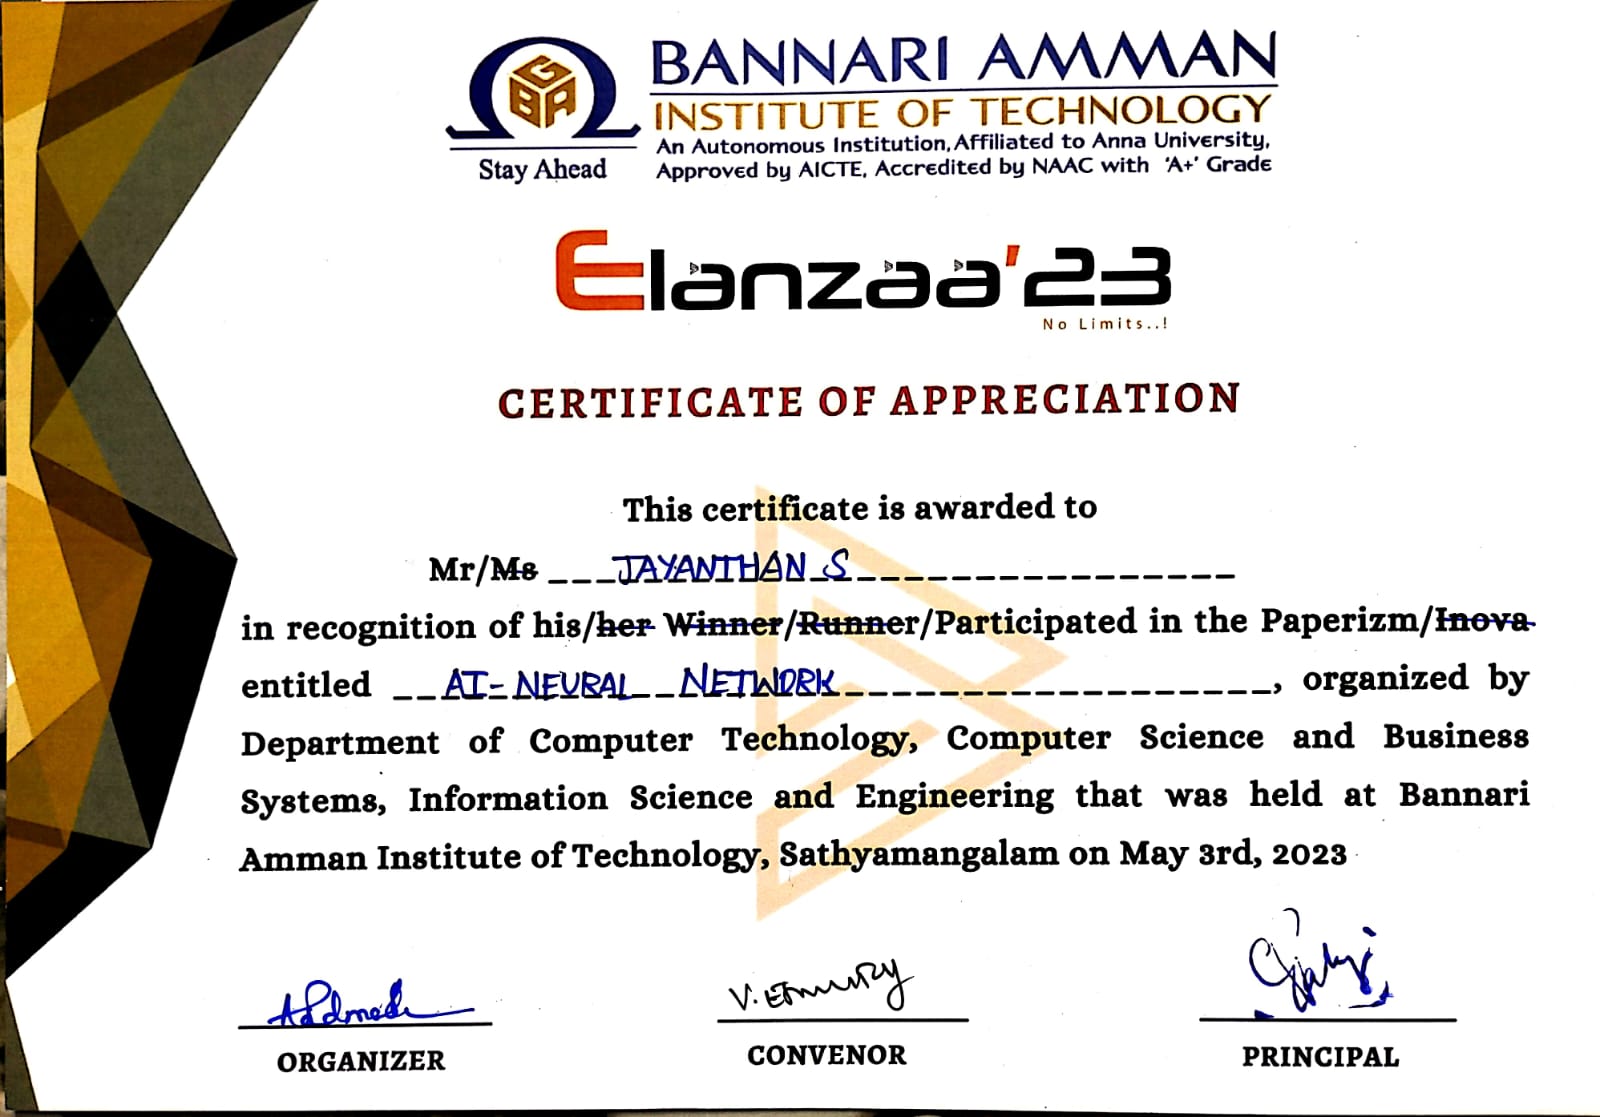 GBA
BANNARI AMMAN
INSTITUTE OF TECHNOLOGY
An Autonomous Institution, Affiliated to Anna University,
Approved by AICTE, Accredited by NAAC with 'A+' Grade
Stay Ahead
Elanzaa'23
No Limits..!
CERTIFICATE OF APPRECIATION
This certificate is awarded to
Mr/Ms JAYANTHAN S
in recognition of his/her Winner/Runner/Participated in the Paperizm/Inova
entitled AI-NEURAL NETWORK, organized by
Department of Computer Technology, Computer Science and Business
Systems, Information Science and Engineering that was held at Bannari
Amman Institute of Technology, Sathyamangalam on May 3rd, 2023
ORGANIZER
CONVENOR
PRINCIPAL